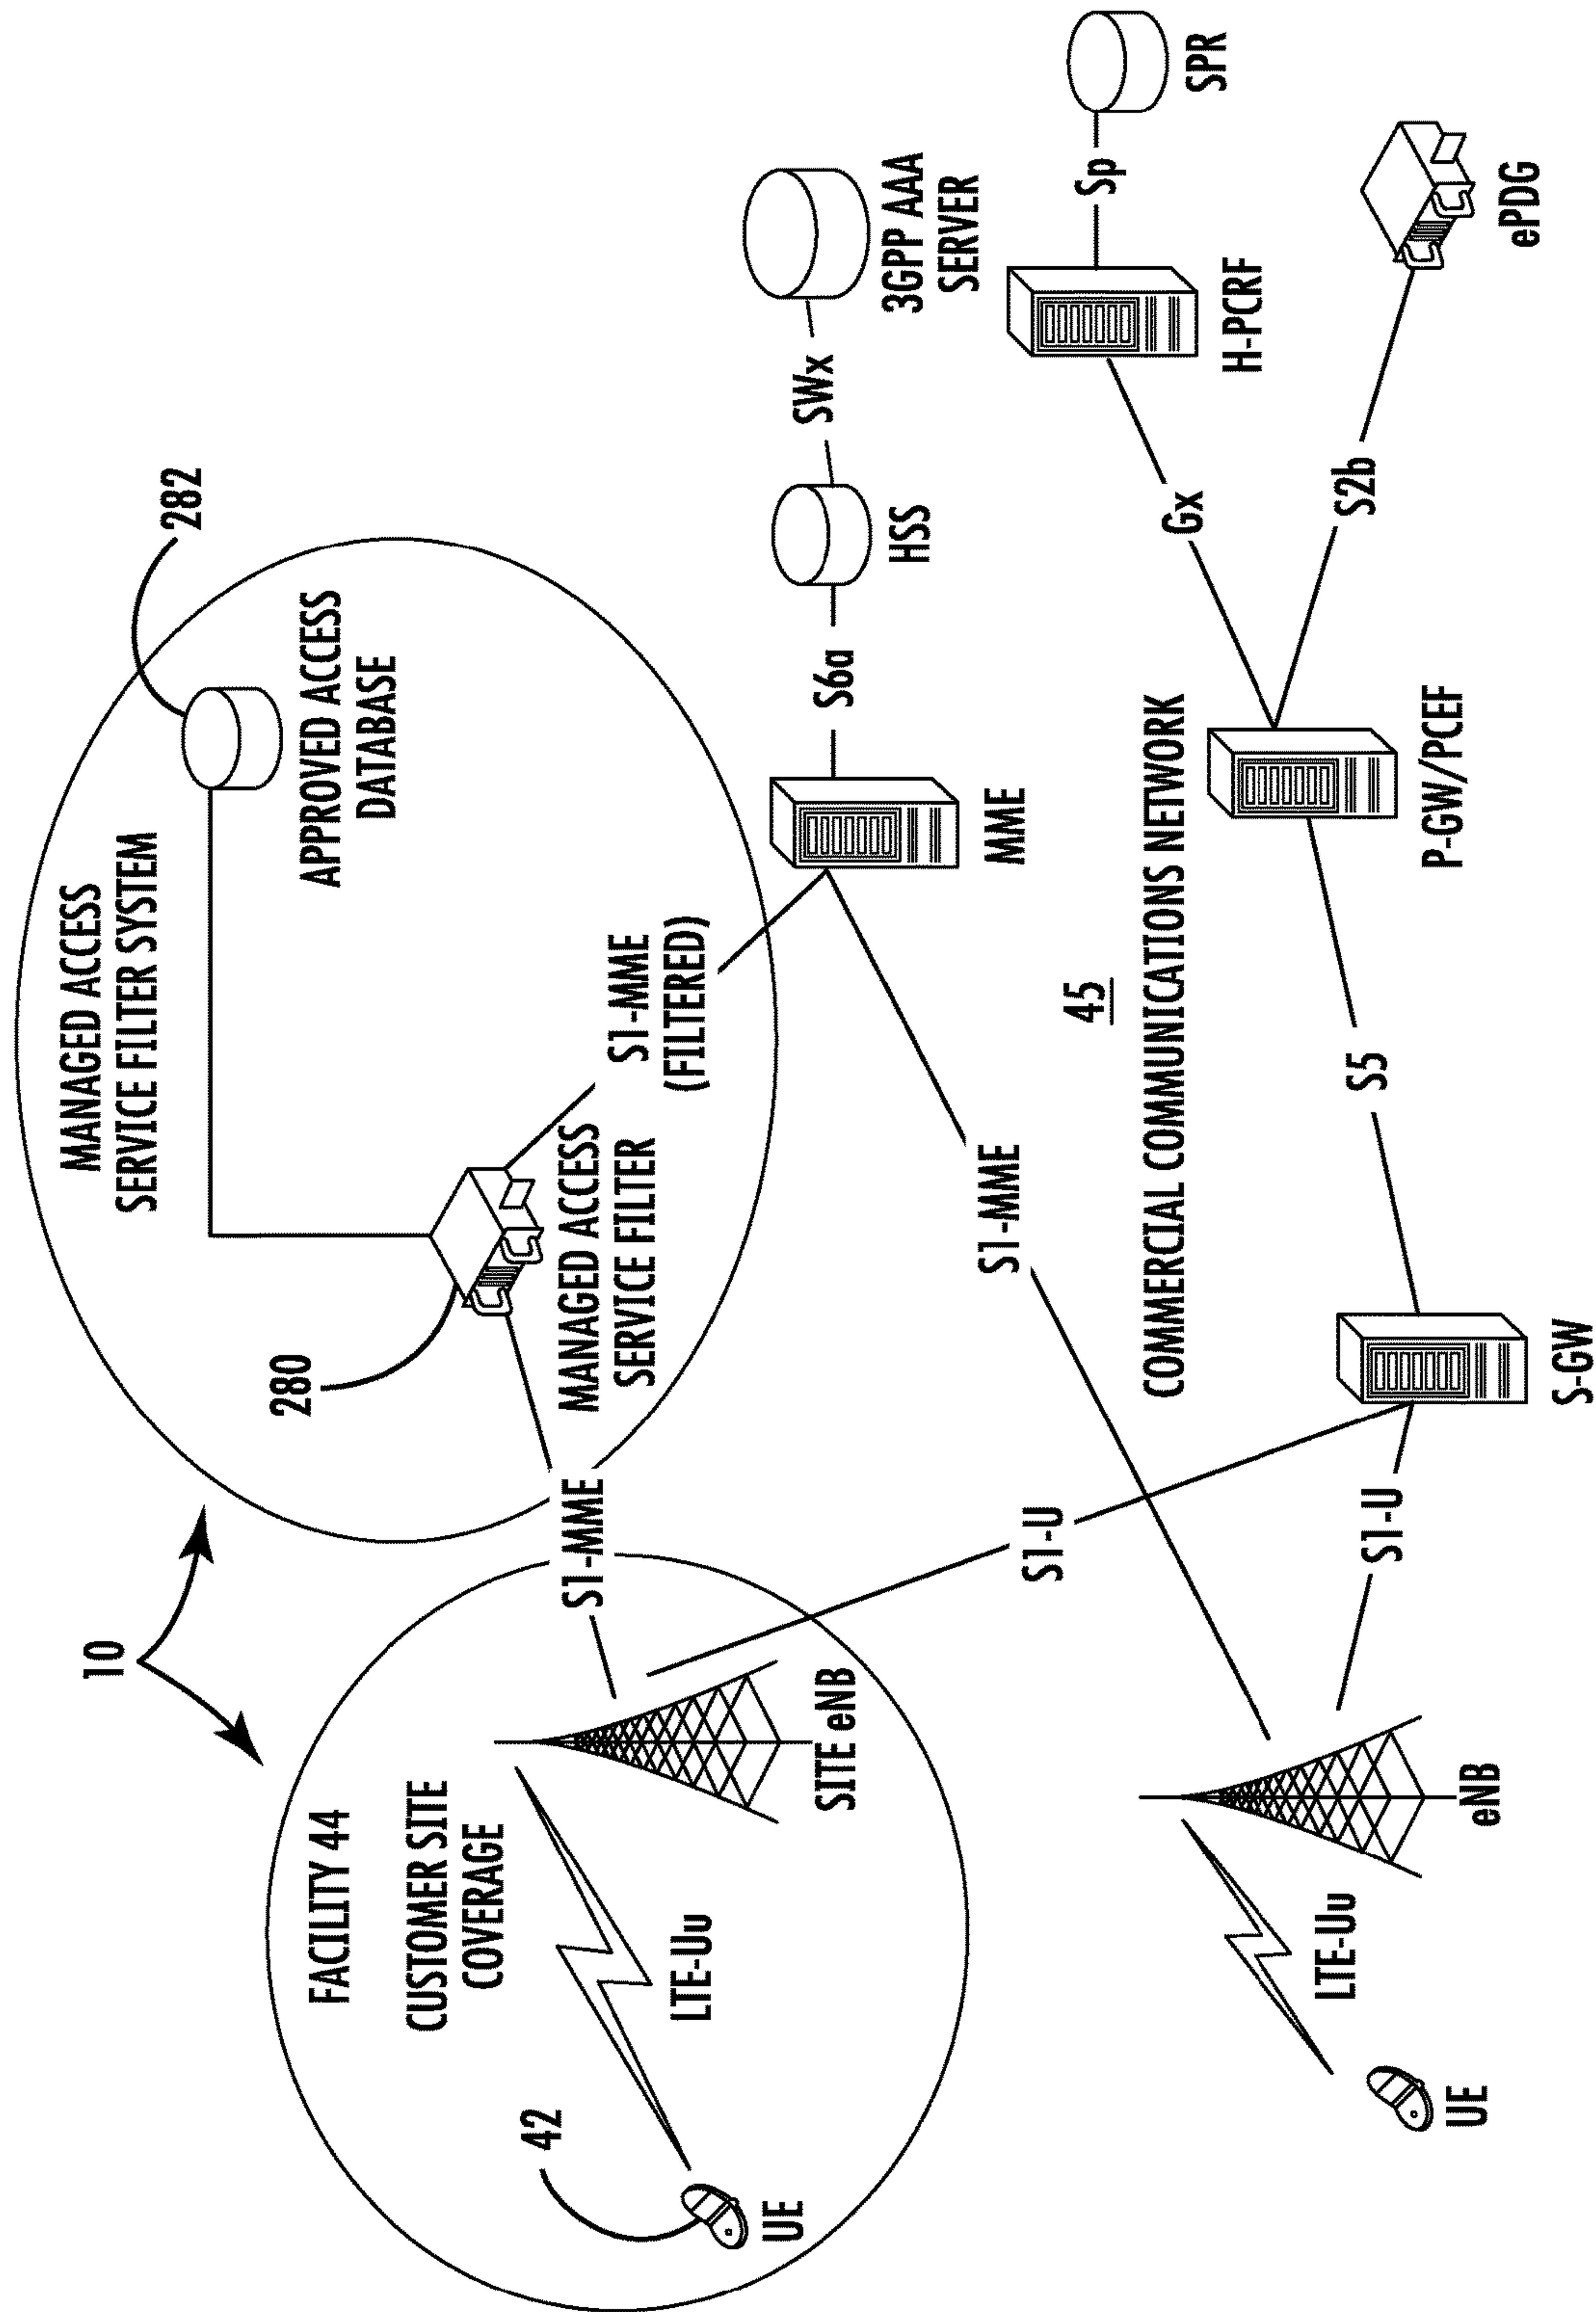 10
282
MANAGED ACCESS
SERVICE FILTER SYSTEM
280
APPROVED ACCESS
DATABASE
FACILITY 44
CUSTOMER SITE
COVERAGE
42
LTE-Uu
UE
SITE eNB
S1-MME
MANAGED ACCESS
SERVICE FILTER
S1-MME
(FILTERED)
MME
S6a
HSS
SWx
3GPP AAA
SERVER
S1-MME
S1-U
45
COMMERCIAL COMMUNICATIONS NETWORK
Gx
H-PCRF
Sp
SPR
UE
LTE-Uu
eNB
S1-U
S-GW
S5
P-GW/PCEF
S2b
ePDG